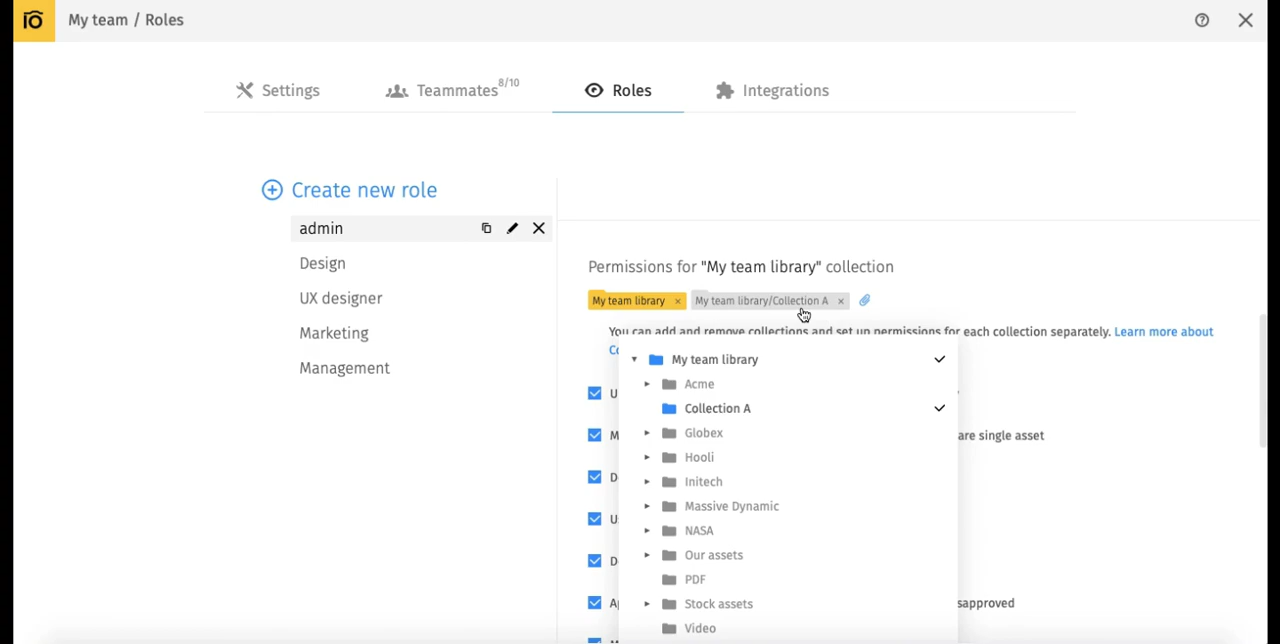 My team / Roles
Settings
Teammates 8/10
Roles
Integrations
Create new role
admin
Design
UX designer
Marketing
Management
Permissions for "My team library" collection
My team library ×
My team library/Collection A ×
You can add and remove collections and set up permissions for each collection separately. Learn more about
My team library
Acme
Collection A
Globex
Hooli
Initech
Massive Dynamic
NASA
are single asset
Our assets
PDF
Stock assets
sapproved
Video